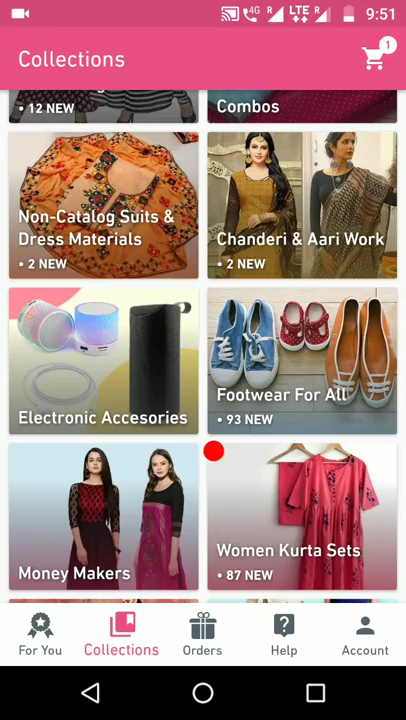 4G R LTE R 9:51
Collections
1
• 12 NEW
Combos
Non-Catalog Suits &
Dress Materials
• 2 NEW
Chanderi & Aari Work
• 2 NEW
Electronic Accesories
Footwear For All
• 93 NEW
Money Makers
Women Kurta Sets
• 87 NEW
For You
Collections
Orders
Help
Account